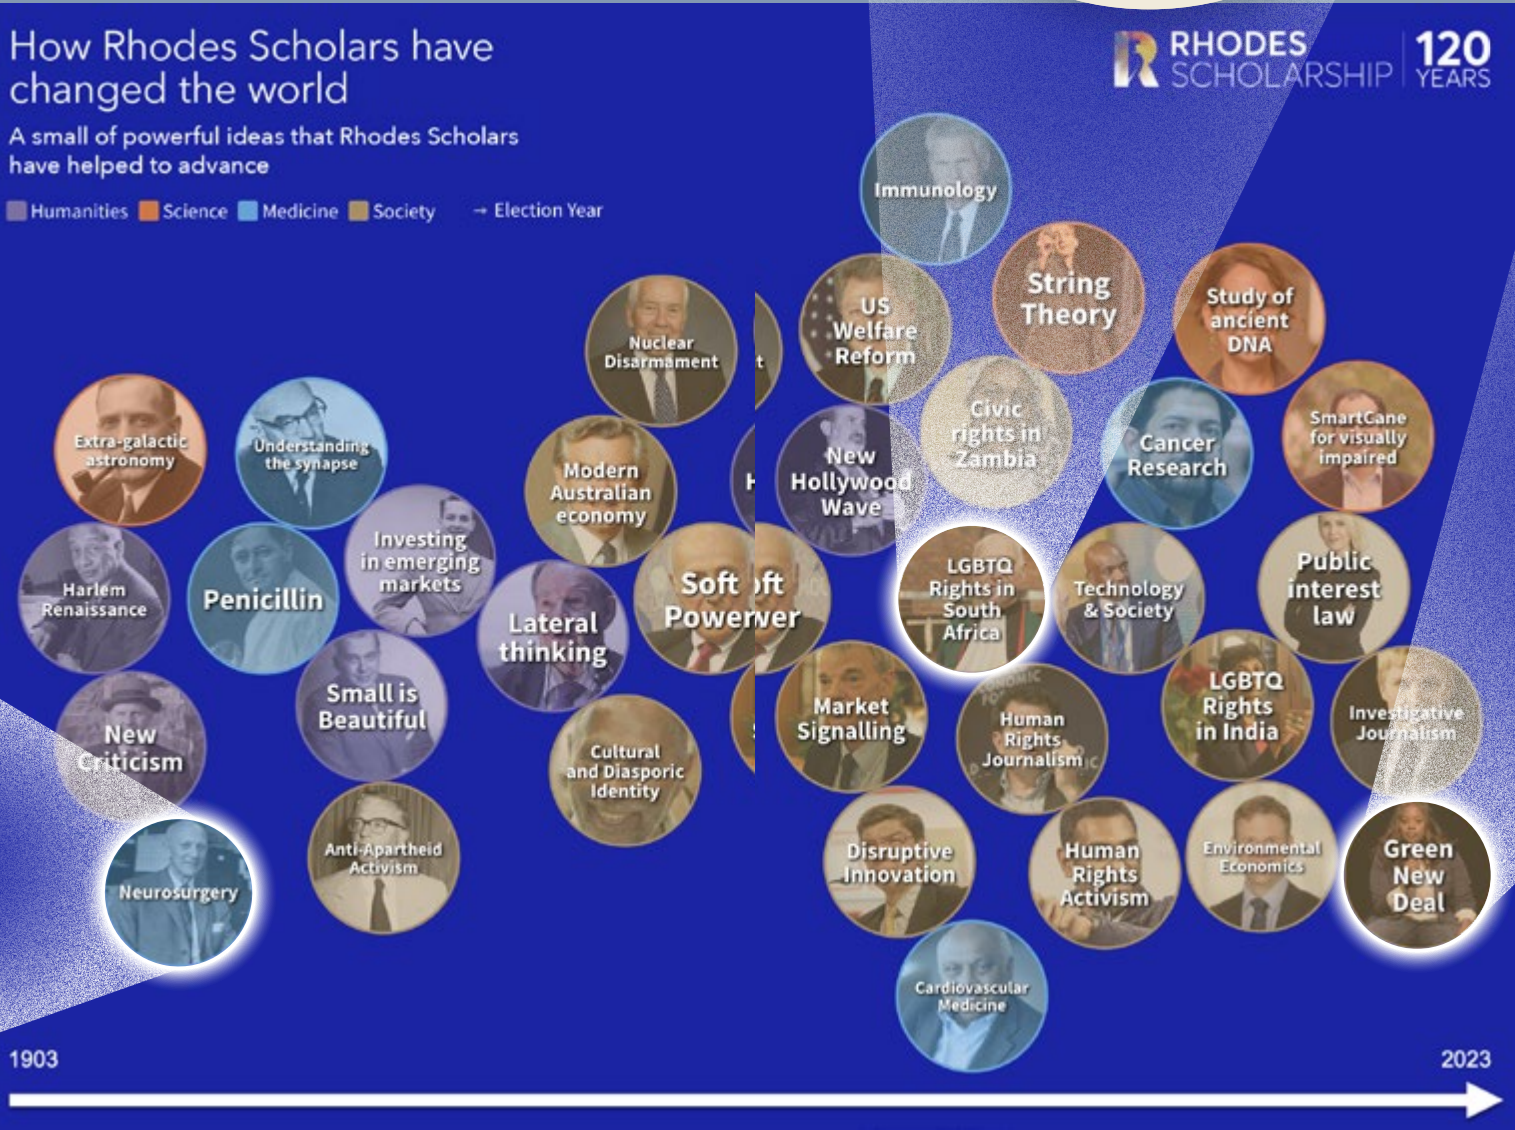 How Rhodes Scholars have
changed the world
A small of powerful ideas that Rhodes Scholars
have helped to advance
Humanities Science Medicine Society → Election Year
RHODES
SCHOLARSHIP
120
YEARS
Immunology
String
Theory
US
Welfare
Reform
Study of
ancient
DNA
Nuclear
Disarmament
t
Civic
rights in
Zambia
SmartCane
for visually
impaired
Extra-galactic
astronomy
Understanding
the synapse
Modern
Australian
economy
H
New
Hollywood
Wave
Cancer
Research
Investing
in emerging
markets
Harlem
Renaissance
Penicillin
Lateral
thinking
Soft
Power
oft
wer
LGBTQ
Rights in
South
Africa
Technology
& Society
Public
interest
law
New
Criticism
Small is
Beautiful
Cultural
and Diasporic
Identity
S
Market
Signalling
Human
Rights
Journalism
LGBTQ
Rights
in India
Investigative
Journalism
Neurosurgery
Anti-Apartheid
Activism
Disruptive
Innovation
Human
Rights
Activism
Environmental
Economics
Green
New
Deal
Cardiovascular
Medicine
1903
2023